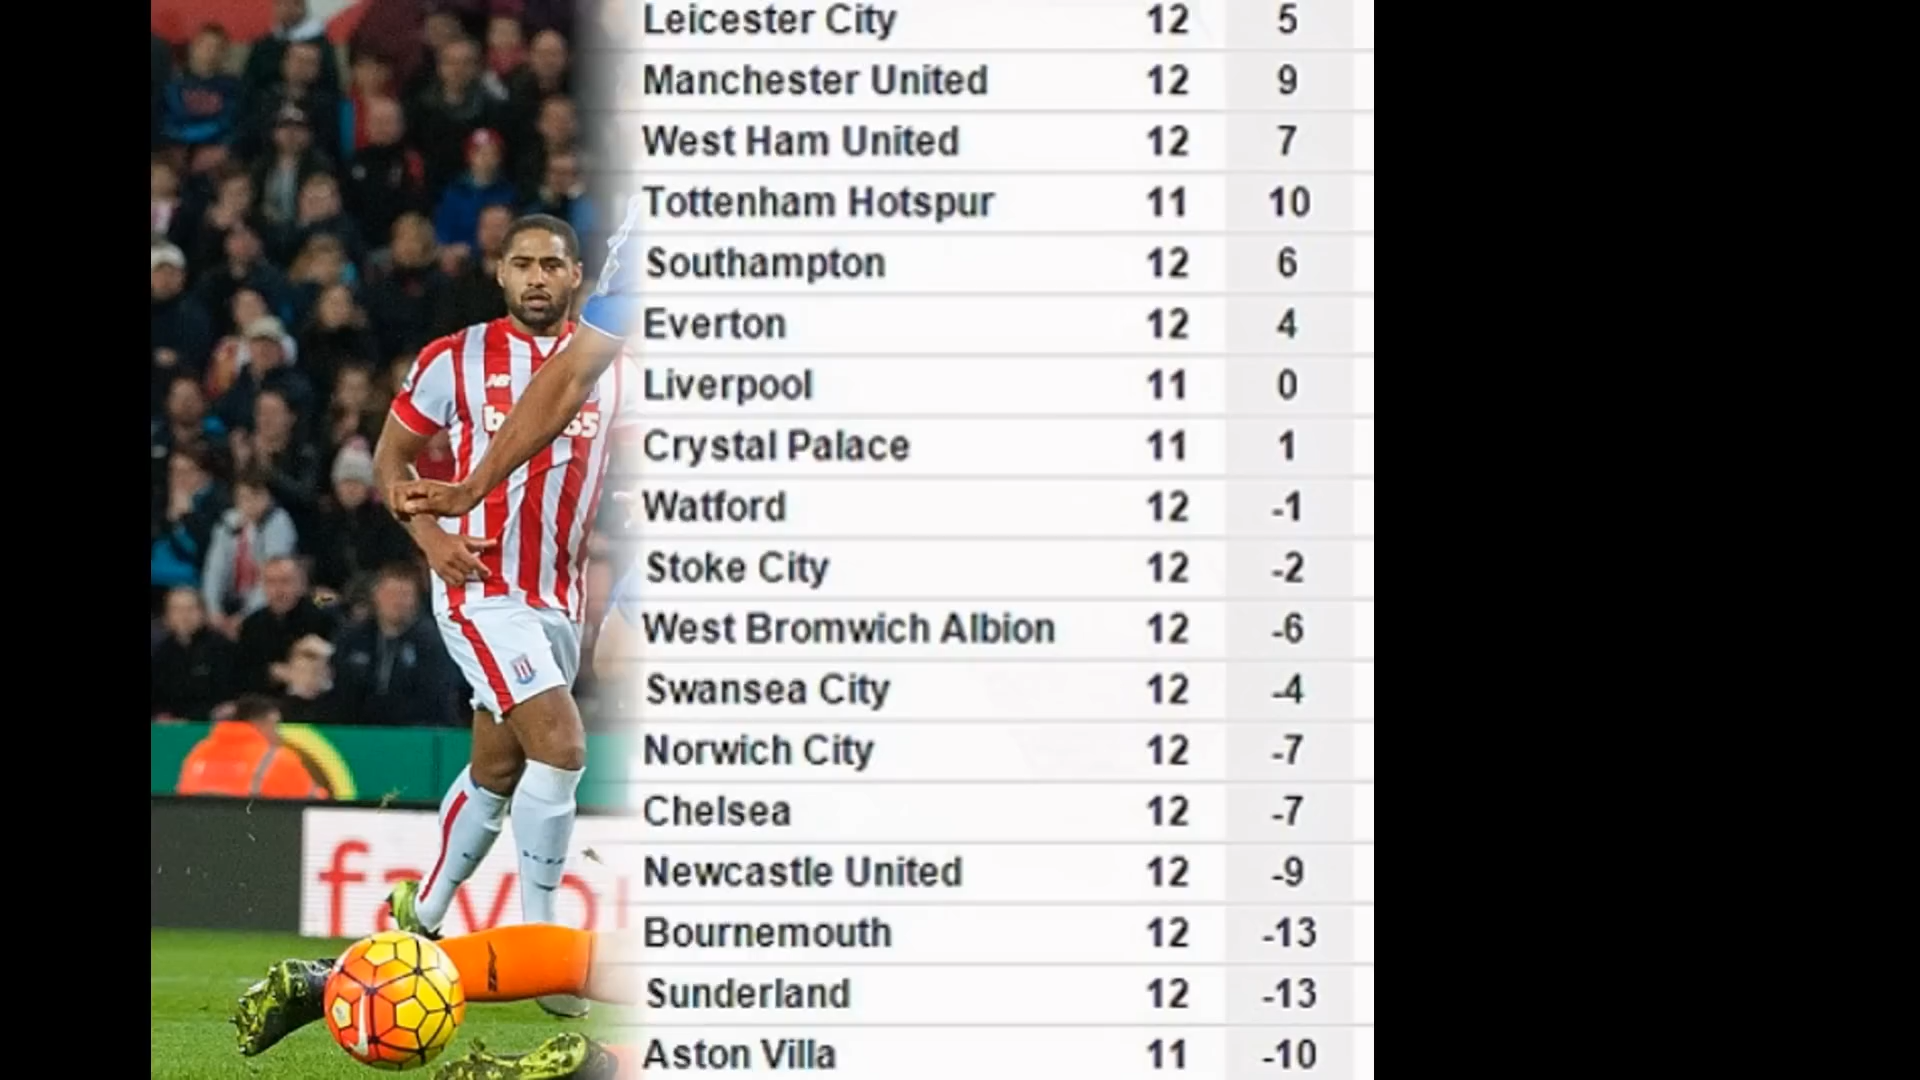 Leicester City 12 5
Manchester United 12 9
West Ham United 12 7
Tottenham Hotspur 11 10
Southampton 12 6
Everton 12 4
Liverpool 11 0
Crystal Palace 11 1
Watford 12 -1
Stoke City 12 -2
West Bromwich Albion 12 -6
Swansea City 12 -4
Norwich City 12 -7
Chelsea 12 -7
Newcastle United 12 -9
Bournemouth 12 -13
Sunderland 12 -13
Aston Villa 11 -10